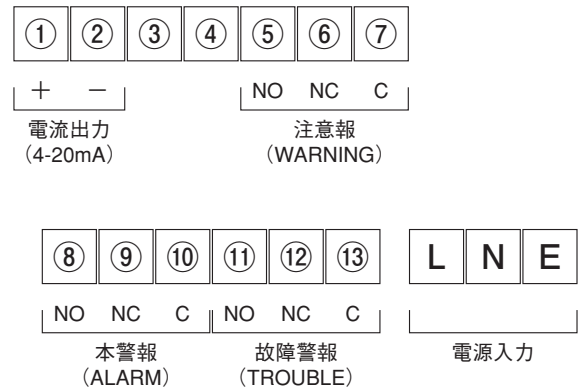 ① ② ③ ④ ⑤ ⑥ ⑦
＋ － NO NC C
電流出力 注意報
（4-20mA） （WARNING）
⑧ ⑨ ⑩ ⑪ ⑫ ⑬ L N E
NO NC C NO NC C
本警報 故障警報 電源入力
（ALARM） （TROUBLE）